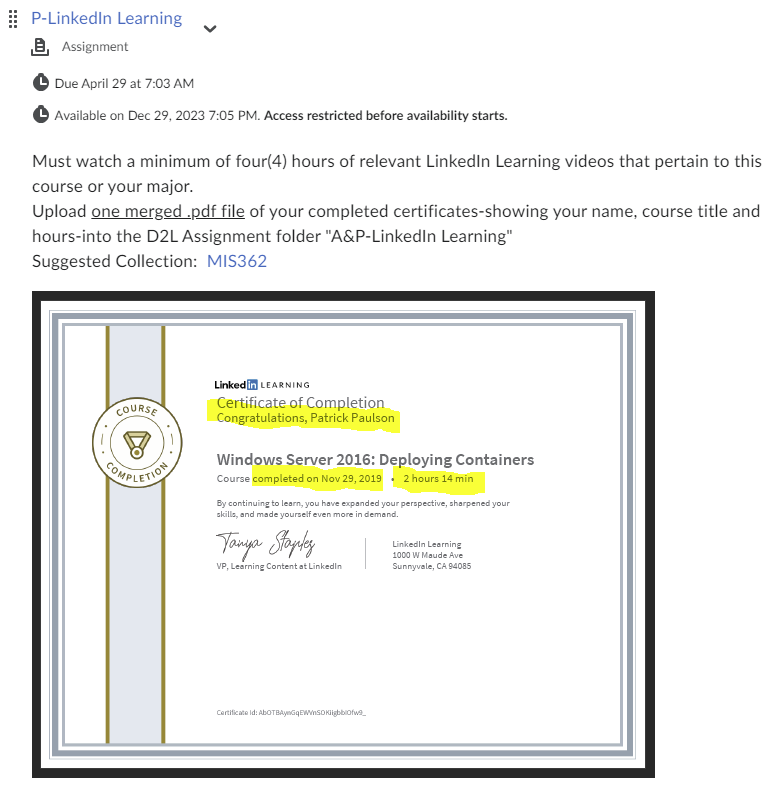 P-LinkedIn Learning
Assignment
Due April 29 at 7:03 AM
Available on Dec 29, 2023 7:05 PM. Access restricted before availability starts.
Must watch a minimum of four(4) hours of relevant LinkedIn Learning videos that pertain to this
course or your major.
Upload one merged .pdf file of your completed certificates-showing your name, course title and
hours-into the D2L Assignment folder "A&P-LinkedIn Learning"
Suggested Collection: MIS362
LinkedIn LEARNING
Certificate of Completion
Congratulations, Patrick Paulson
COURSE
COMPLETION
Windows Server 2016: Deploying Containers
Course completed on Nov 29, 2019 • 2 hours 14 min
By continuing to learn, you have expanded your perspective, sharpened your
skills, and made yourself even more in demand.
Tanya Staples
VP, Learning Content at LinkedIn
LinkedIn Learning
1000 W Maude Ave
Sunnyvale, CA 94085
Certificate Id: